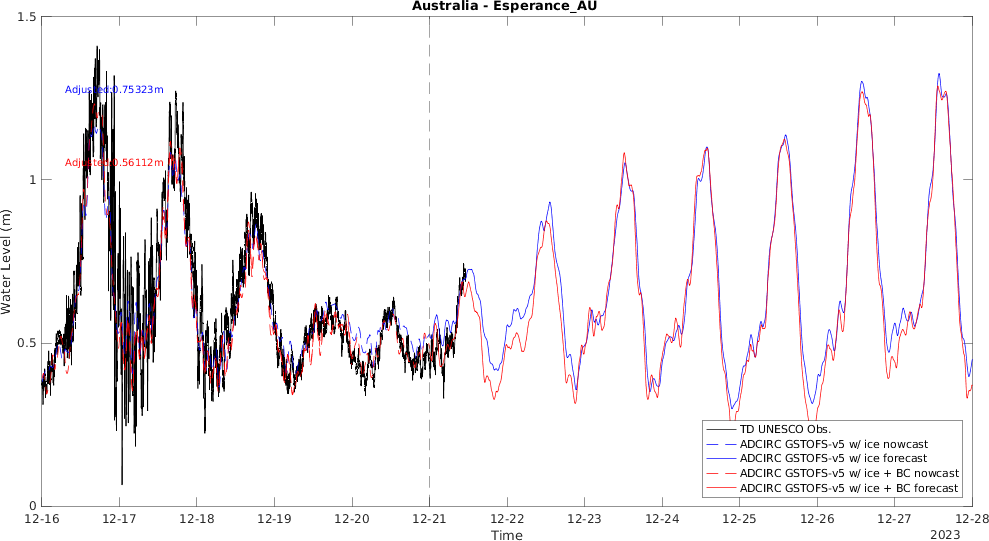 Australia - Esperance_AU
1.5
Adjusted:0.75323m
Adjusted:0.56112m
1
Water Level (m)
0.5
0
TD UNESCO Obs.
ADCIRC GSTOFS-v5 w/ ice nowcast
ADCIRC GSTOFS-v5 w/ ice forecast
ADCIRC GSTOFS-v5 w/ ice + BC nowcast
ADCIRC GSTOFS-v5 w/ ice + BC forecast
12-16 12-17 12-18 12-19 12-20 12-21 12-22 12-23 12-24 12-25 12-26 12-27 12-28
Time
2023